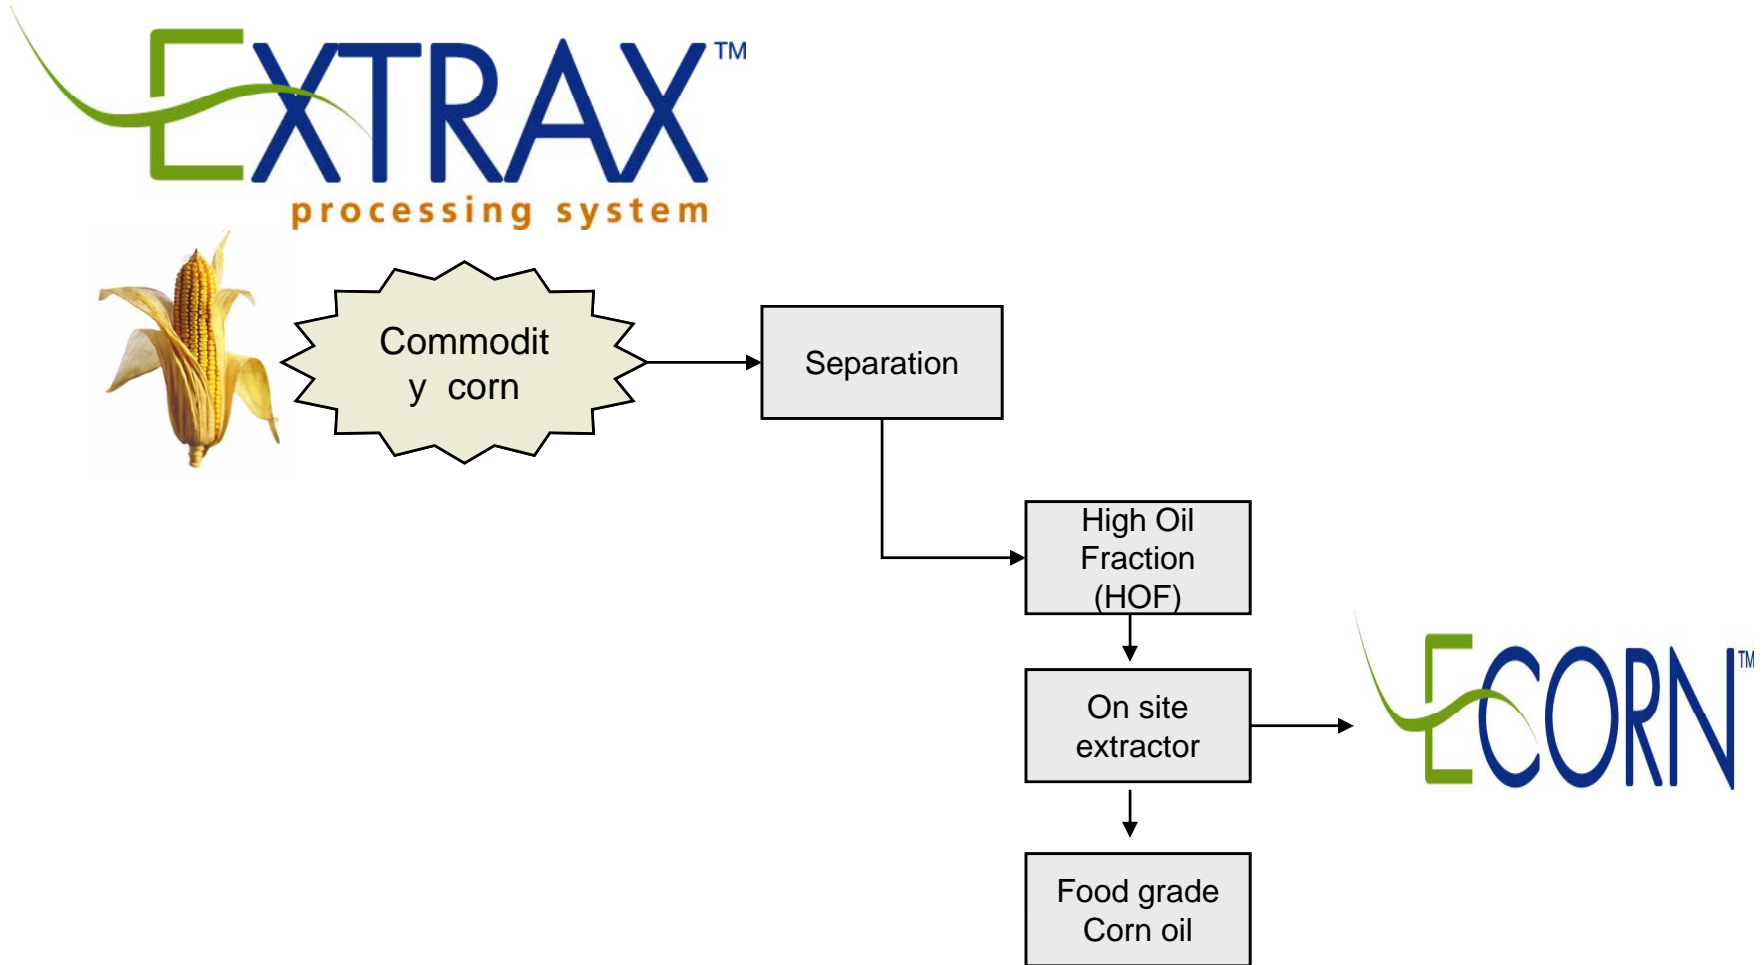 EXTRAX™
processing system
Commodit
y corn
Separation
High Oil
Fraction
(HOF)
On site
extractor
ECORN™
Food grade
Corn oil